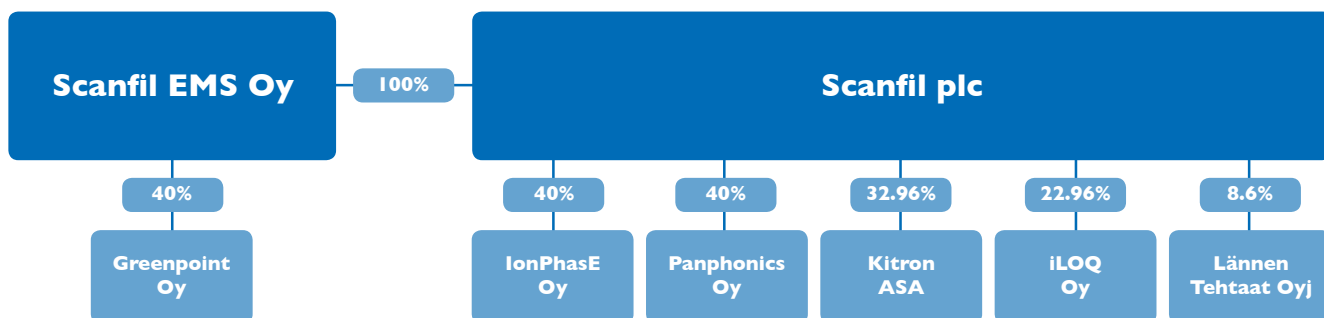 Scanfil EMS Oy
100%
Scanfil plc
40%
40%
40%
32.96%
22.96%
8.6%
Greenpoint
Oy
IonPhasE
Oy
Panphonics
Oy
Kitron
ASA
iLOQ
Oy
Lännen
Tehtaat Oyj